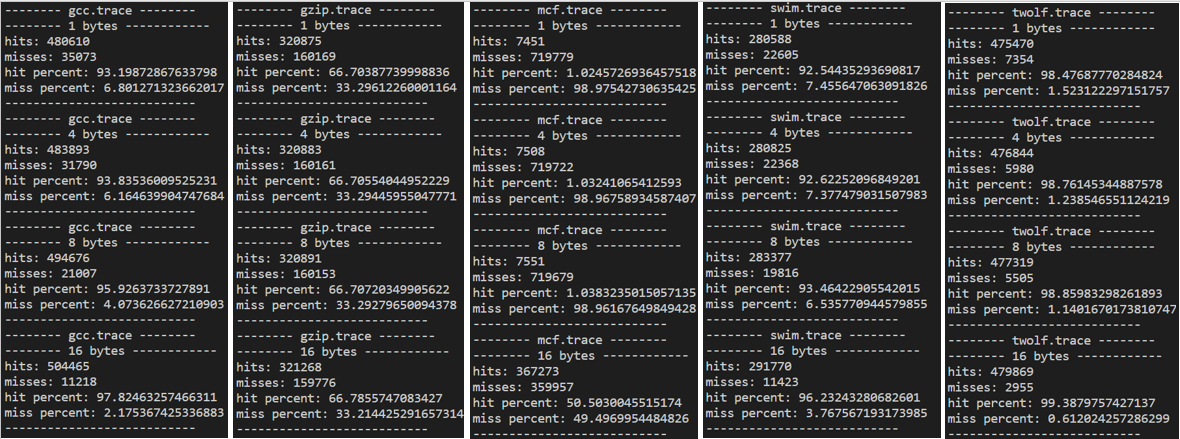 -------- gcc.trace --------
-------- 1 bytes ------------
hits: 480610
misses: 35073
hit percent: 93.19872867633798
miss percent: 6.801271323662017
-----------------------------
-------- gcc.trace --------
-------- 4 bytes ------------
hits: 483893
misses: 31790
hit percent: 93.83536009525231
miss percent: 6.164639904747684
-----------------------------
-------- gcc.trace --------
-------- 8 bytes ------------
hits: 494676
misses: 21007
hit percent: 95.9263733727891
miss percent: 4.073626627210903
-----------------------------
-------- gcc.trace --------
-------- 16 bytes ------------
hits: 504465
misses: 11218
hit percent: 97.82463257466311
miss percent: 2.175367425336883
-----------------------------
-------- gzip.trace --------
-------- 1 bytes ------------
hits: 320875
misses: 160169
hit percent: 66.70387739998836
miss percent: 33.29612260001164
-----------------------------
-------- gzip.trace --------
-------- 4 bytes ------------
hits: 320883
misses: 160161
hit percent: 66.70554044952229
miss percent: 33.29445955047771
-----------------------------
-------- gzip.trace --------
-------- 8 bytes ------------
hits: 320891
misses: 160153
hit percent: 66.70720349905622
miss percent: 33.29279650094378
-----------------------------
-------- gzip.trace --------
-------- 16 bytes ------------
hits: 321268
misses: 159776
hit percent: 66.7855747083427
miss percent: 33.214425291657314
-----------------------------
-------- mcf.trace --------
-------- 1 bytes ------------
hits: 7451
misses: 719779
hit percent: 1.0245726936457518
miss percent: 98.97542730635425
-----------------------------
-------- mcf.trace --------
-------- 4 bytes ------------
hits: 7508
misses: 719722
hit percent: 1.03241065412593
miss percent: 98.96758934587407
-----------------------------
-------- mcf.trace --------
-------- 8 bytes ------------
hits: 7551
misses: 719679
hit percent: 1.0383235015057135
miss percent: 98.96167649849428
-----------------------------
-------- mcf.trace --------
-------- 16 bytes ------------
hits: 367273
misses: 359957
hit percent: 50.5030045515174
miss percent: 49.4969954484826
-----------------------------
-------- swim.trace --------
-------- 1 bytes ------------
hits: 280588
misses: 22605
hit percent: 92.54435293690817
miss percent: 7.455647063091826
-----------------------------
-------- swim.trace --------
-------- 4 bytes ------------
hits: 280825
misses: 22368
hit percent: 92.62252096849201
miss percent: 7.377479031507983
-----------------------------
-------- swim.trace --------
-------- 8 bytes ------------
hits: 283377
misses: 19816
hit percent: 93.46422905542015
miss percent: 6.535770944579855
-----------------------------
-------- swim.trace --------
-------- 16 bytes ------------
hits: 291770
misses: 11423
hit percent: 96.23243280682601
miss percent: 3.767567193173985
-----------------------------
-------- twolf.trace --------
-------- 1 bytes ------------
hits: 475470
misses: 7354
hit percent: 98.47687770284824
miss percent: 1.523122297151757
-----------------------------
-------- twolf.trace --------
-------- 4 bytes ------------
hits: 476844
misses: 5980
hit percent: 98.76145344887578
miss percent: 1.238546551124219
-----------------------------
-------- twolf.trace --------
-------- 8 bytes ------------
hits: 477319
misses: 5505
hit percent: 98.85983298261893
miss percent: 1.1401670173810747
-----------------------------
-------- twolf.trace --------
-------- 16 bytes ------------
hits: 479869
misses: 2955
hit percent: 99.3879757427137
miss percent: 0.612024257286299
-----------------------------